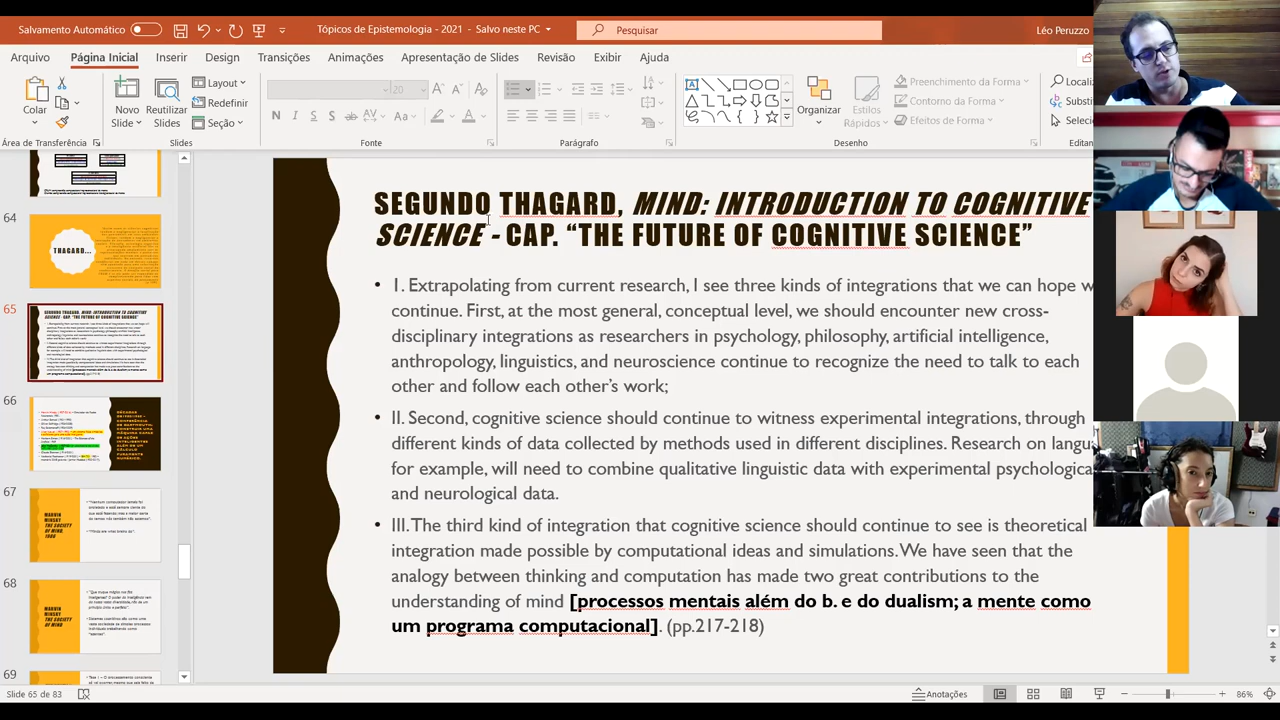 Salvamento Automático
Tópicos de Epistemologia - 2021 - Salvo neste PC
Pesquisar
Léo Peruzzo
Arquivo
Página Inicial
Inserir
Design
Transições
Animações
Apresentação de Slides
Revisão
Exibir
Ajuda
Colar
Novo
Slide
Reutilizar
Slides
Layout
Redefinir
Seção
20
N I S S
Organizar
Estilos
Rápidos
Preenchimento da Forma
Contorno da Forma
Efeitos de Forma
Área de Transferência
Slides
Fonte
Parágrafo
Desenho
64
THAGARD...
65
66
67
MARVIN
MINSKY
THE SOCIETY
OF MIND
68
MARVIN
MINSKY
THE SOCIETY
OF MIND
69
SEGUNDO THAGARD, MIND: INTRODUCTION TO COGNITIVE
SCIENCE - CAP. “THE FUTURE OF COGNITIVE SCIENCE”
• I. Extrapolating from current research, I see three kinds of integrations that we can hope w
continue. First, at the most general, conceptual level, we should encounter new cross-
disciplinary integrations as researchers in psychology, philosophy, artificial intelligence,
anthropology, linguistics, and neuroscience continue to recognize the need to talk to each
other and follow each other’s work;
• II. Second, cognitive science should continue to possess experimental integrations, through
different kinds of data collected by methods used in different disciplines. Research on langu
for example, will need to combine qualitative linguistic data with experimental psychologica
and neurological data.
• III. The third kind of integration that cognitive science should continue to see is theoretical
integration made possible by computational ideas and simulations. We have seen that the
analogy between thinking and computation has made two great contributions to the
understanding of mind [processos mentais além do b. e do dualism; a mente como
um programa computacional]. (pp.217-218)
Slide 65 de 83
Anotações
86%